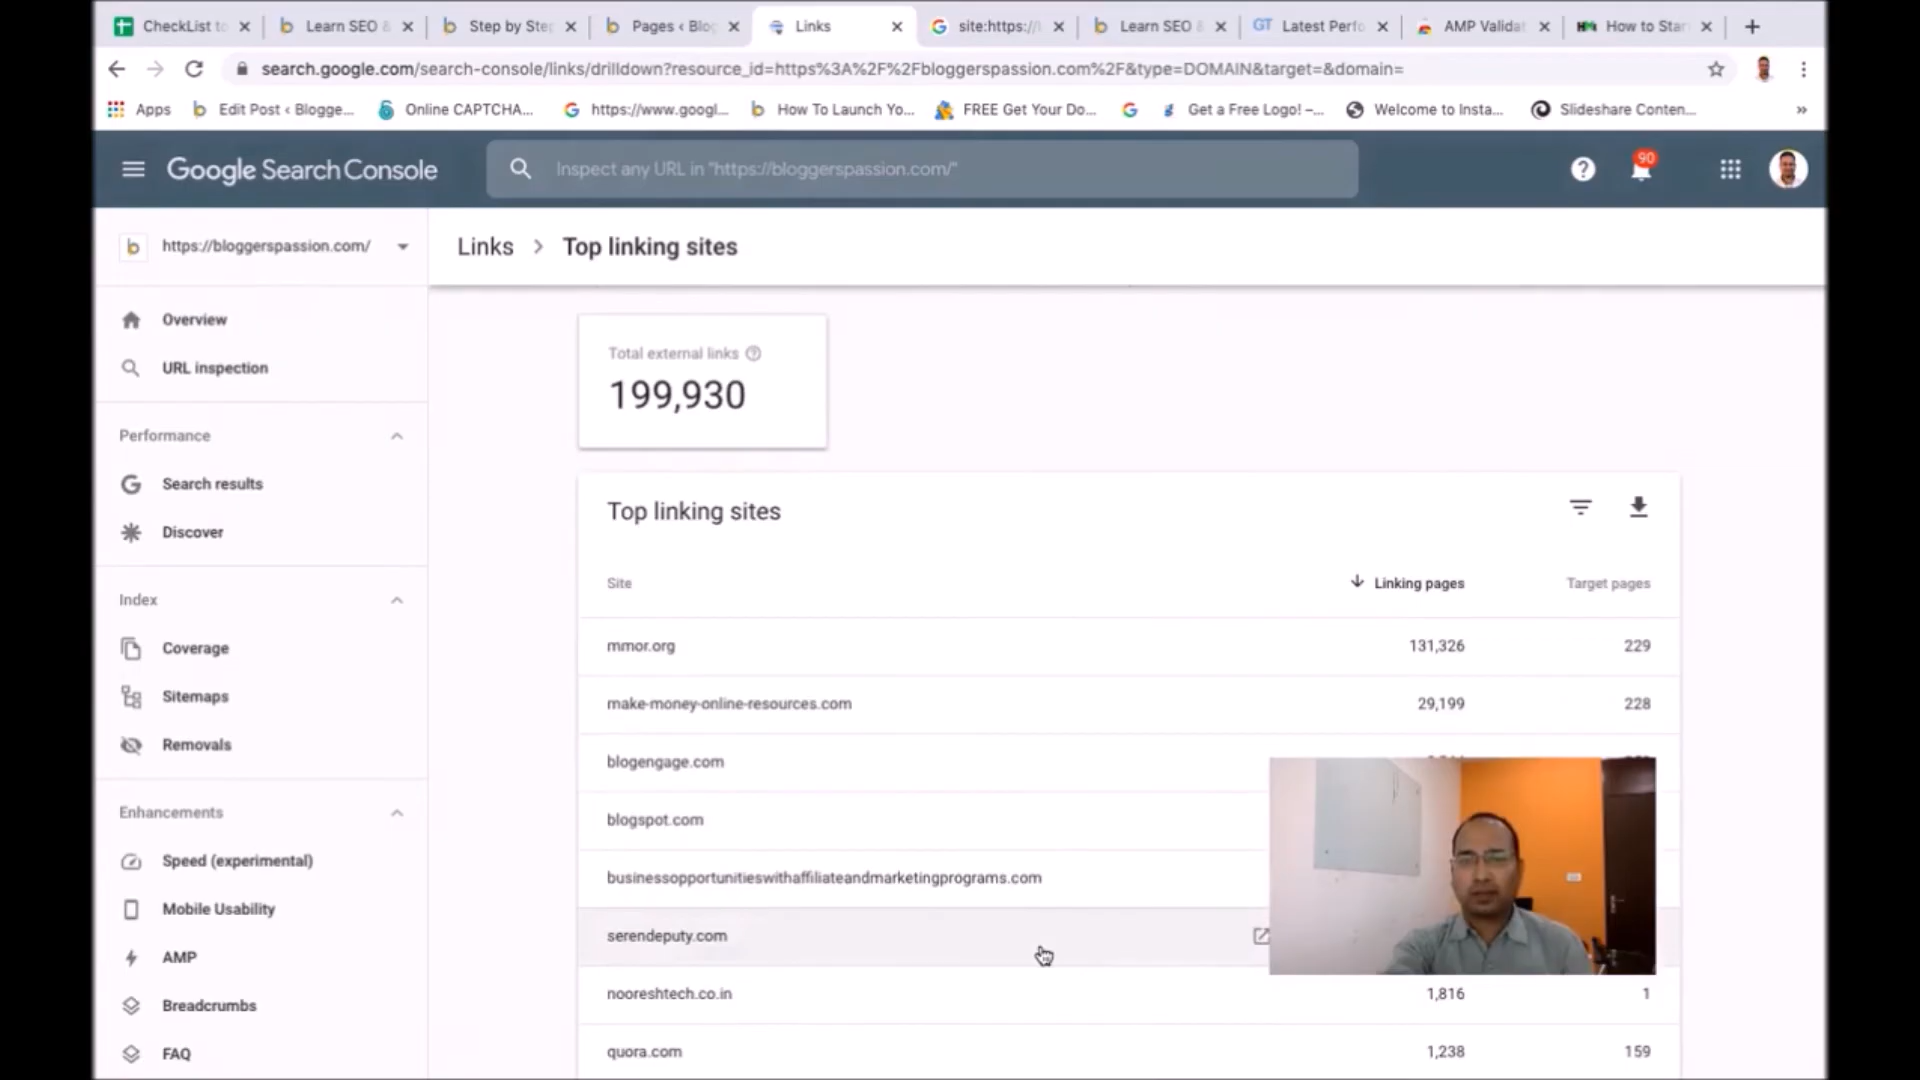 CheckList to
Learn SEO &
Step by Step
Pages ‹ Blog
Links
site:https://
Learn SEO &
GT Latest Perfo
AMP Validat
How to Star
search.google.com/search-console/links/drilldown?resource_id=https%3A%2F%2Fbloggerspassion.com%2F&type=DOMAIN&target=&domain=
Apps
Edit Post ‹ Blogge...
Online CAPTCHA...
https://www.googl...
How To Launch Yo...
FREE Get Your Do...
Get a Free Logo! –...
Welcome to Insta...
Slideshare Conten...
»
Google Search Console
Inspect any URL in "https://bloggerspassion.com/"
90
https://bloggerspassion.com/
Links > Top linking sites
Overview
URL inspection
Performance
Search results
Discover
Index
Coverage
Sitemaps
Removals
Enhancements
Speed (experimental)
Mobile Usability
AMP
Breadcrumbs
FAQ
Total external links
199,930
Top linking sites
Site Linking pages Target pages
mmor.org 131,326 229
make-money-online-resources.com 29,199 228
blogengage.com
blogspot.com
businessopportunitieswithaffiliateandmarketingprograms.com
serendeputy.com
nooreshtech.co.in 1,816 1
quora.com 1,238 159